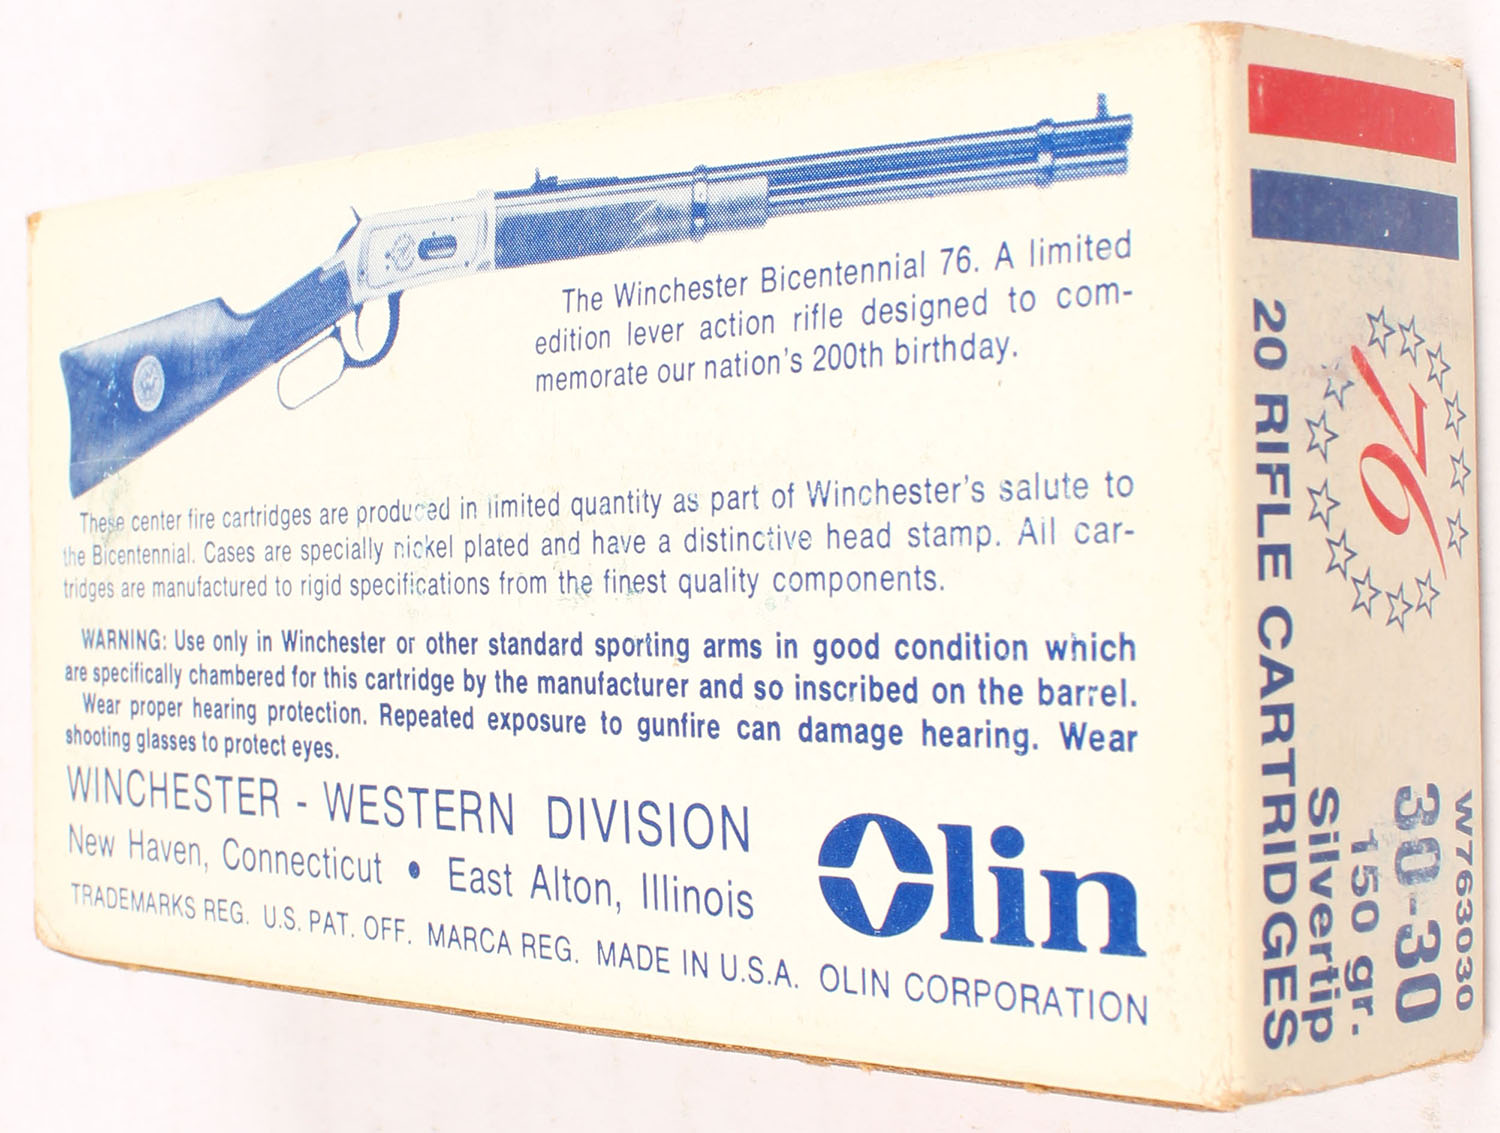 The Winchester Bicentennial 76. A limited
edition lever action rifle designed to com-
memorate our nation's 200th birthday.
These center fire cartridges are produced in limited quantity as part of Winchester's salute to
the Bicentennial. Cases are specially nickel plated and have a distinctive head stamp. All car-
tridges are manufactured to rigid specifications from the finest quality components.
WARNING: Use only in Winchester or other standard sporting arms in good condition which
are specifically chambered for this cartridge by the manufacturer and so inscribed on the barrel.
Wear proper hearing protection. Repeated exposure to gunfire can damage hearing. Wear
shooting glasses to protect eyes.
WINCHESTER - WESTERN DIVISION
New Haven, Connecticut • East Alton, Illinois
Olin
TRADEMARKS REG. U.S. PAT. OFF. MARCA REG. MADE IN U.S.A. OLIN CORPORATION
76
W763030
30-30
150 gr.
Silvertip
20 RIFLE CARTRIDGES